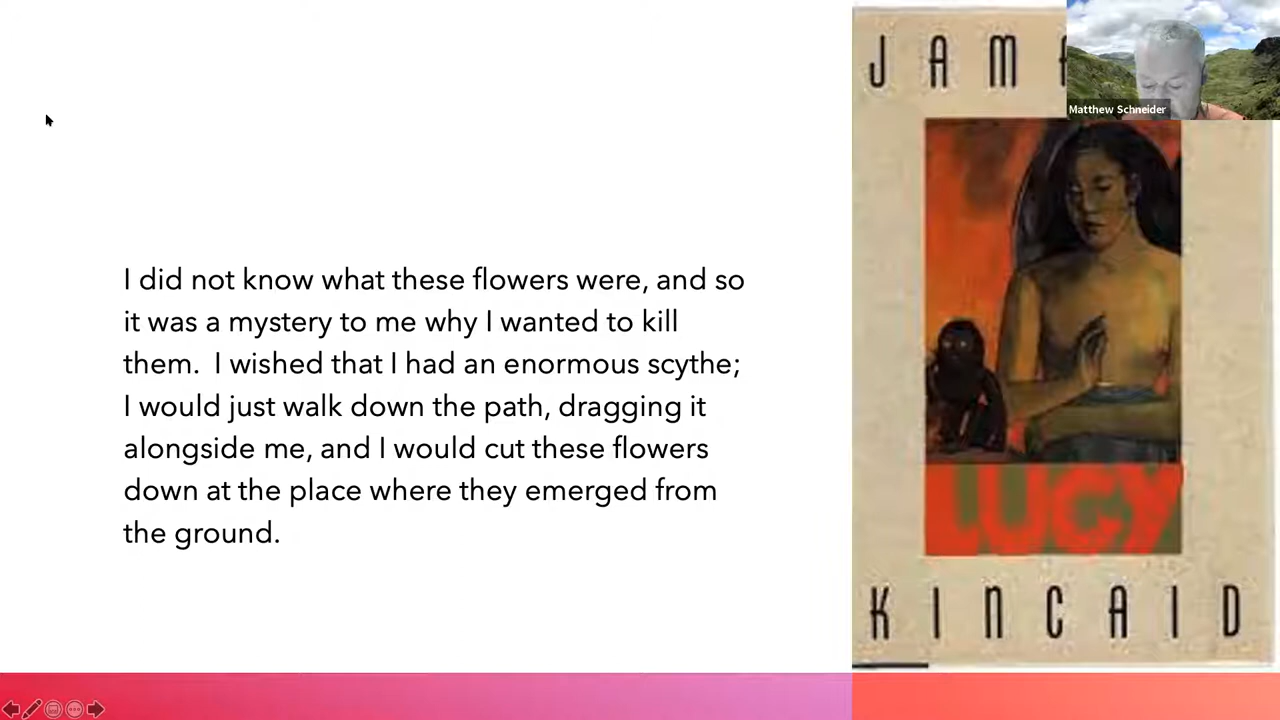 I did not know what these flowers were, and so
it was a mystery to me why I wanted to kill
them.  I wished that I had an enormous scythe;
I would just walk down the path, dragging it
alongside me, and I would cut these flowers
down at the place where they emerged from
the ground.
JAMA
Matthew Schneider
LUCY
KINCAID